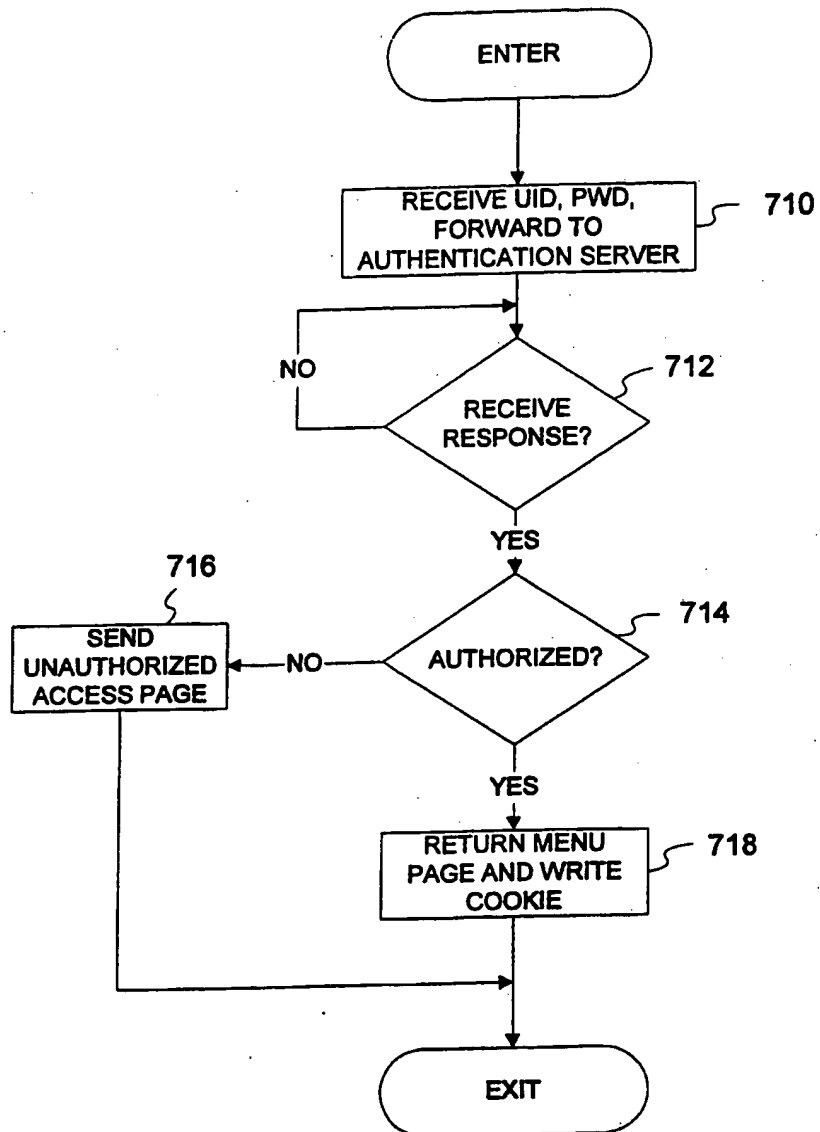 ENTER
RECEIVE UID, PWD,
FORWARD TO
AUTHENTICATION SERVER
710
NO
712
RECEIVE
RESPONSE?
YES
716
714
SEND
UNAUTHORIZED
ACCESS PAGE
NO
AUTHORIZED?
YES
RETURN MENU
PAGE AND WRITE
COOKIE
718
EXIT